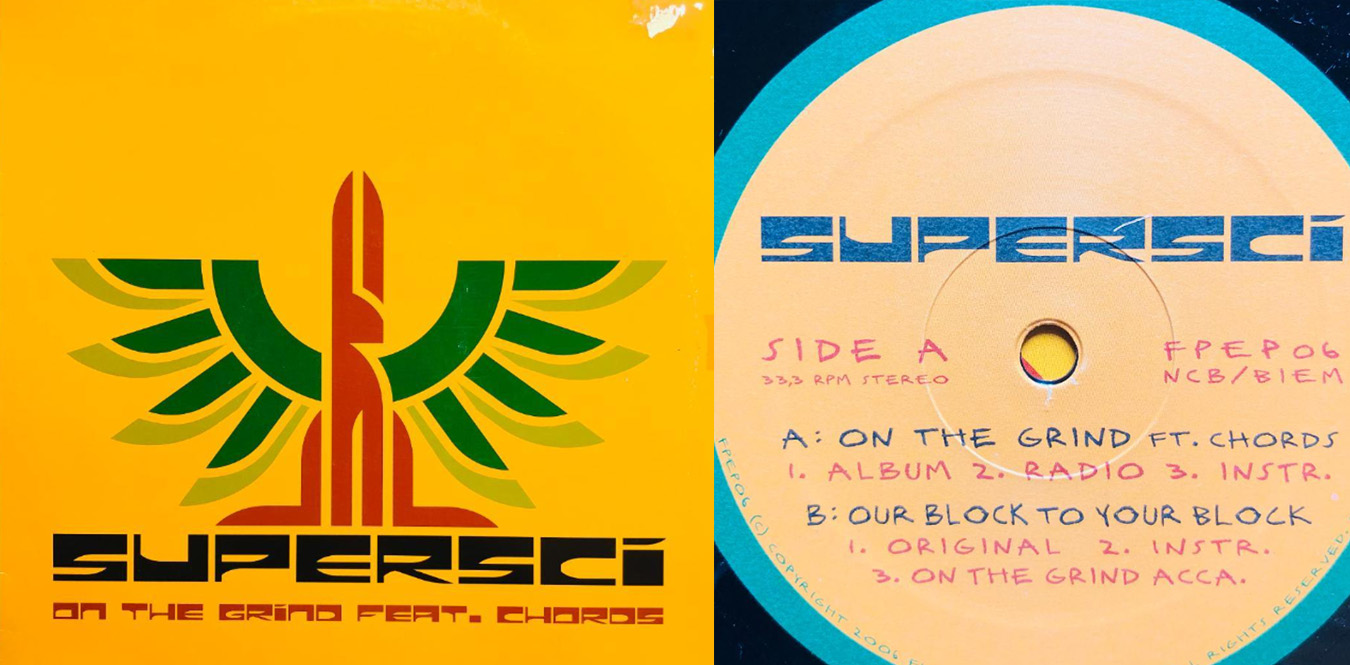 SUPERSCI
ON THE GRIND FEAT. CHORDS
SUPERSCI
SIDE A
33,3 RPM STEREO
FPEP06
NCB/BIEM
A: ON THE GRIND FT. CHORDS
1. ALBUM 2. RADIO 3. INSTR.
B: OUR BLOCK TO YOUR BLOCK
1. ORIGINAL 2. INSTR.
3. ON THE GRIND ACCA.
FPEP06 (C) COPYRIGHT 2006
RIGHTS RESERVED.